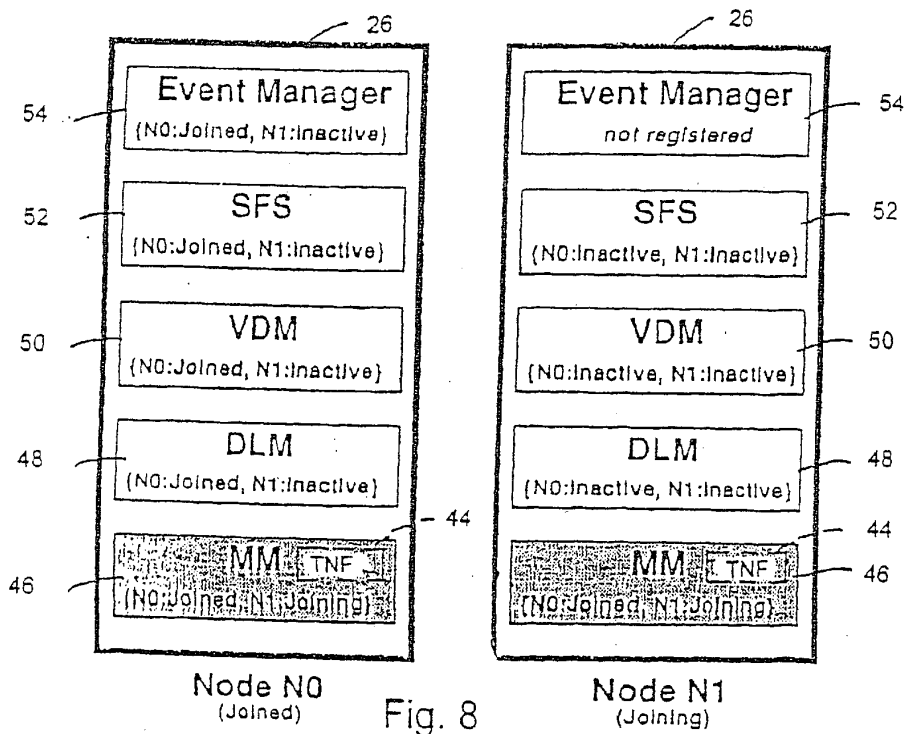 26
26
Event Manager
{N0:Joined, N1:Inactive}
54
Event Manager
not registered
54
SFS
{N0:Joined, N1:Inactive}
52
SFS
{N0:Inactive, N1:Inactive}
52
VDM
{N0:Joined, N1:Inactive}
50
VDM
{N0:Inactive, N1:Inactive}
50
DLM
{N0:Joined, N1:Inactive}
48
DLM
{N0:Inactive, N1:Inactive}
48
44
MM TNF
{N0:Joined, N1:Joining}
46
44
MM TNF
{N0:Joined, N1:Joining}
46
Node N0
(Joined)
Node N1
(Joining)
Fig. 8